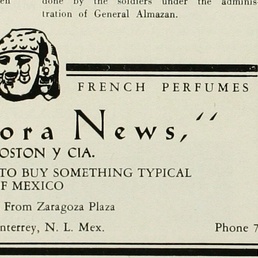 done by the soldiers under the adminis-
tration of General Almazan.
FRENCH PERFUMES
ora News,"
OSTON Y CIA.
TO BUY SOMETHING TYPICAL
F MEXICO
From Zaragoza Plaza
nterrey, N. L. Mex. Phone 7